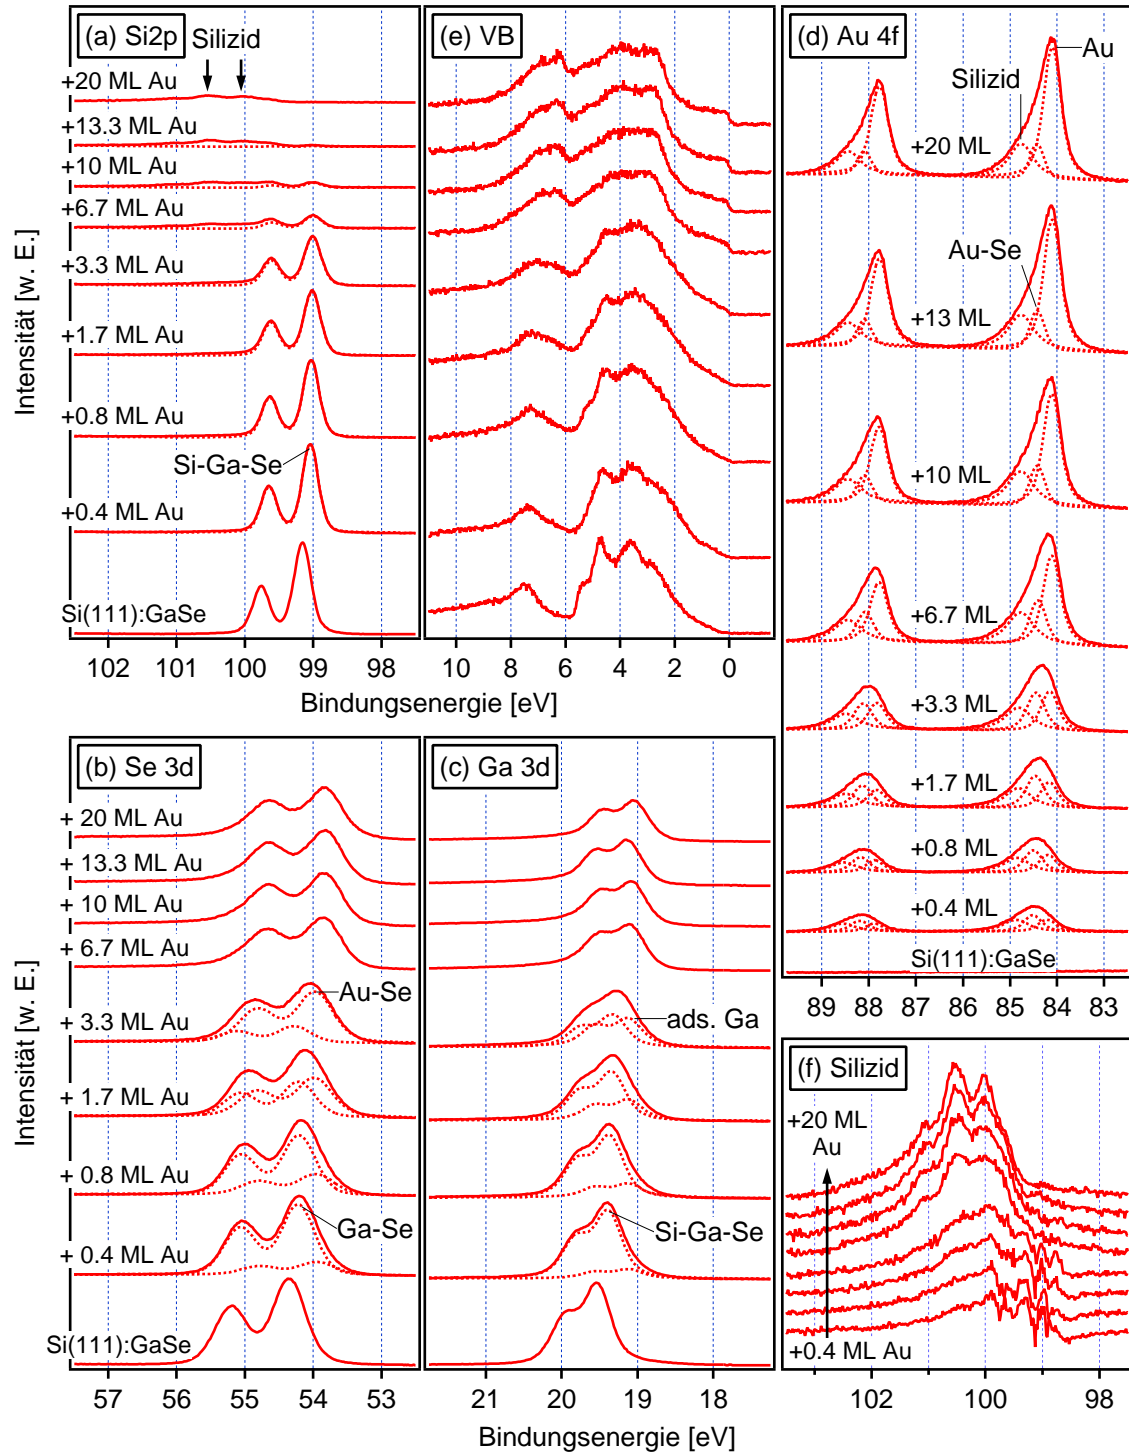 (a) Si2p
Silizid
+20 ML Au
+13.3 ML Au
+10 ML Au
+6.7 ML Au
+3.3 ML Au
+1.7 ML Au
+0.8 ML Au
Si-Ga-Se
+0.4 ML Au
Si(111):GaSe
102 101 100 99 98
Intensität [w. E.]
(e) VB
10 8 6 4 2 0
Bindungsenergie [eV]
(d) Au 4f
Au
Silizid
+20 ML
Au-Se
+13 ML
+10 ML
+6.7 ML
+3.3 ML
+1.7 ML
+0.8 ML
+0.4 ML
Si(111):GaSe
89 88 87 86 85 84 83
(b) Se 3d
+ 20 ML Au
+ 13.3 ML Au
+ 10 ML Au
+ 6.7 ML Au
Au-Se
+ 3.3 ML Au
+ 1.7 ML Au
+ 0.8 ML Au
Ga-Se
+ 0.4 ML Au
Si(111):GaSe
57 56 55 54 53
Intensität [w. E.]
(c) Ga 3d
ads. Ga
Si-Ga-Se
21 20 19 18
Bindungsenergie [eV]
(f) Silizid
+20 ML
Au
+0.4 ML Au
102 100 98